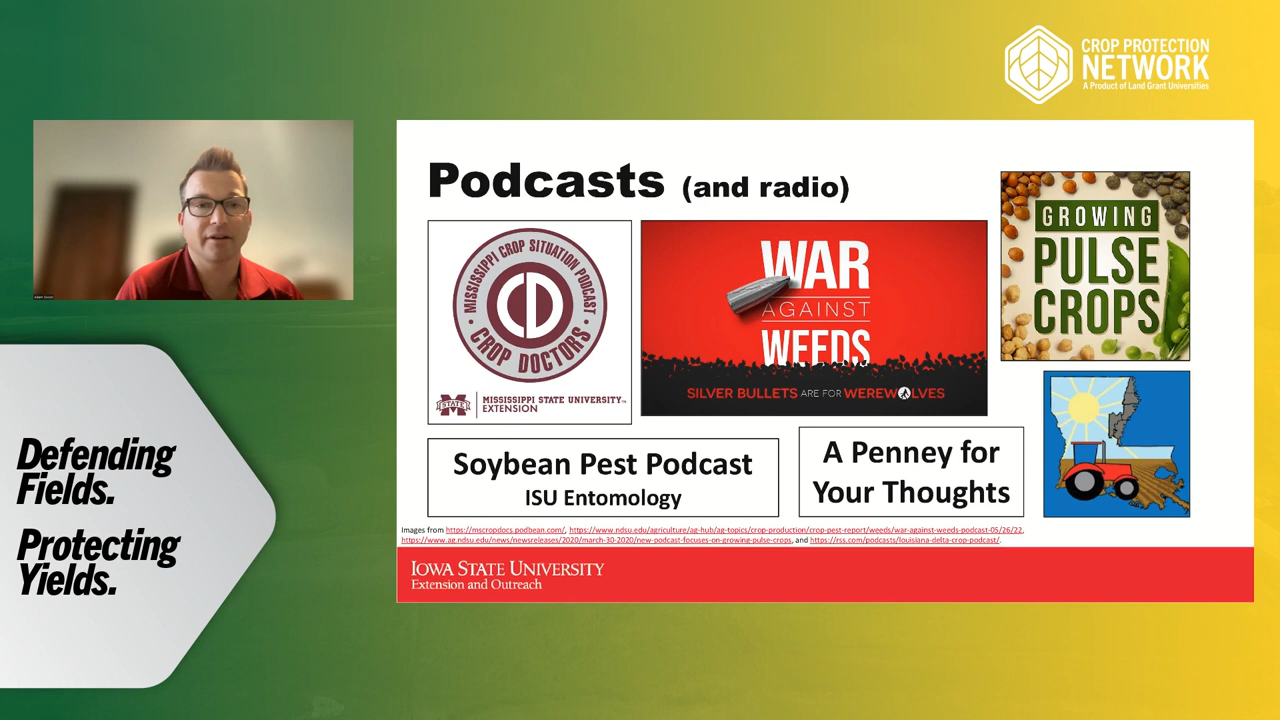 CROP PROTECTION
NETWORK
A Product of Land Grant Universities
Defending
Fields.
Protecting
Yields.
Podcasts (and radio)
MISSISSIPPI CROP SITUATION PODCAST
CD
• CROP DOCTORS •
STATE
MISSISSIPPI STATE UNIVERSITY™
EXTENSION
WAR
AGAINST
WEEDS
SILVER BULLETS ARE FOR WEREWOLVES
GROWING
PULSE
CROPS
Soybean Pest Podcast
ISU Entomology
A Penney for
Your Thoughts
Images from https://mscropdocs.podbean.com/, https://www.ndsu.edu/agriculture/ag-hub/ag-topics/crop-production/crop-pest-report/weeds/war-against-weeds-podcast-05/26/22,
https://www.ag.ndsu.edu/news/newsreleases/2020/march-30-2020/new-podcast-focuses-on-growing-pulse-crops, and https://rss.com/podcasts/louisiana-delta-crop-podcast/.
IOWA STATE UNIVERSITY
Extension and Outreach